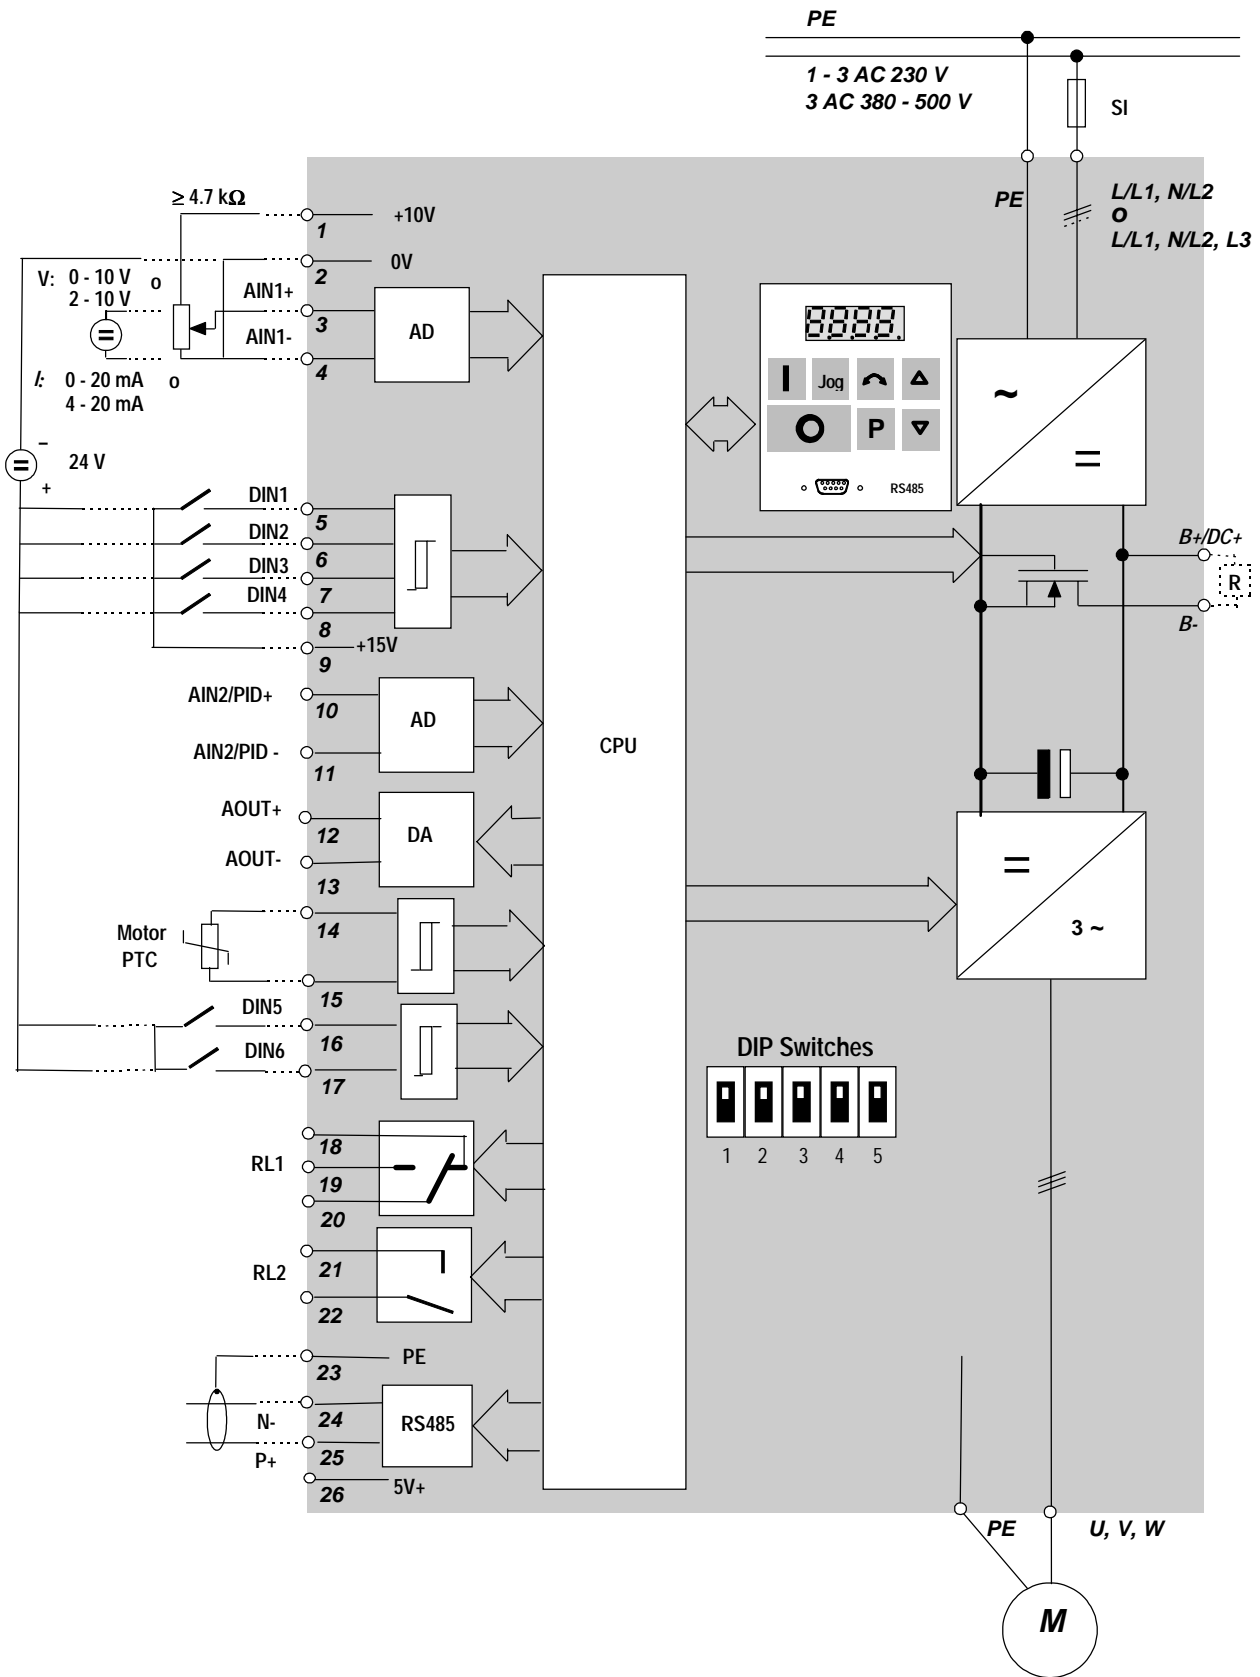 PE
1 - 3 AC 230 V
3 AC 380 - 500 V
SI
≥ 4.7 kΩ
PE
L/L1, N/L2
O
L/L1, N/L2, L3
1
+10V
2
0V
V: 0 - 10 V o
2 - 10 V
AIN1+
3
AD
AIN1-
4
I: 0 - 20 mA o
4 - 20 mA
8.8.8.8.
Jog
P
RS485
~
=
=
–
24 V
+
DIN1
5
DIN2
6
DIN3
7
DIN4
8
+15V
9
B+/DC+
R
B-
AIN2/PID+
10
AD
AIN2/PID -
11
CPU
AOUT+
12
DA
AOUT-
13
=
3 ~
Motor
PTC
14
15
DIN5
16
DIN6
17
DIP Switches
1 2 3 4 5
RL1
18
19
20
RL2
21
22
23
PE
24
N-
RS485
25
P+
26
5V+
PE
U, V, W
M